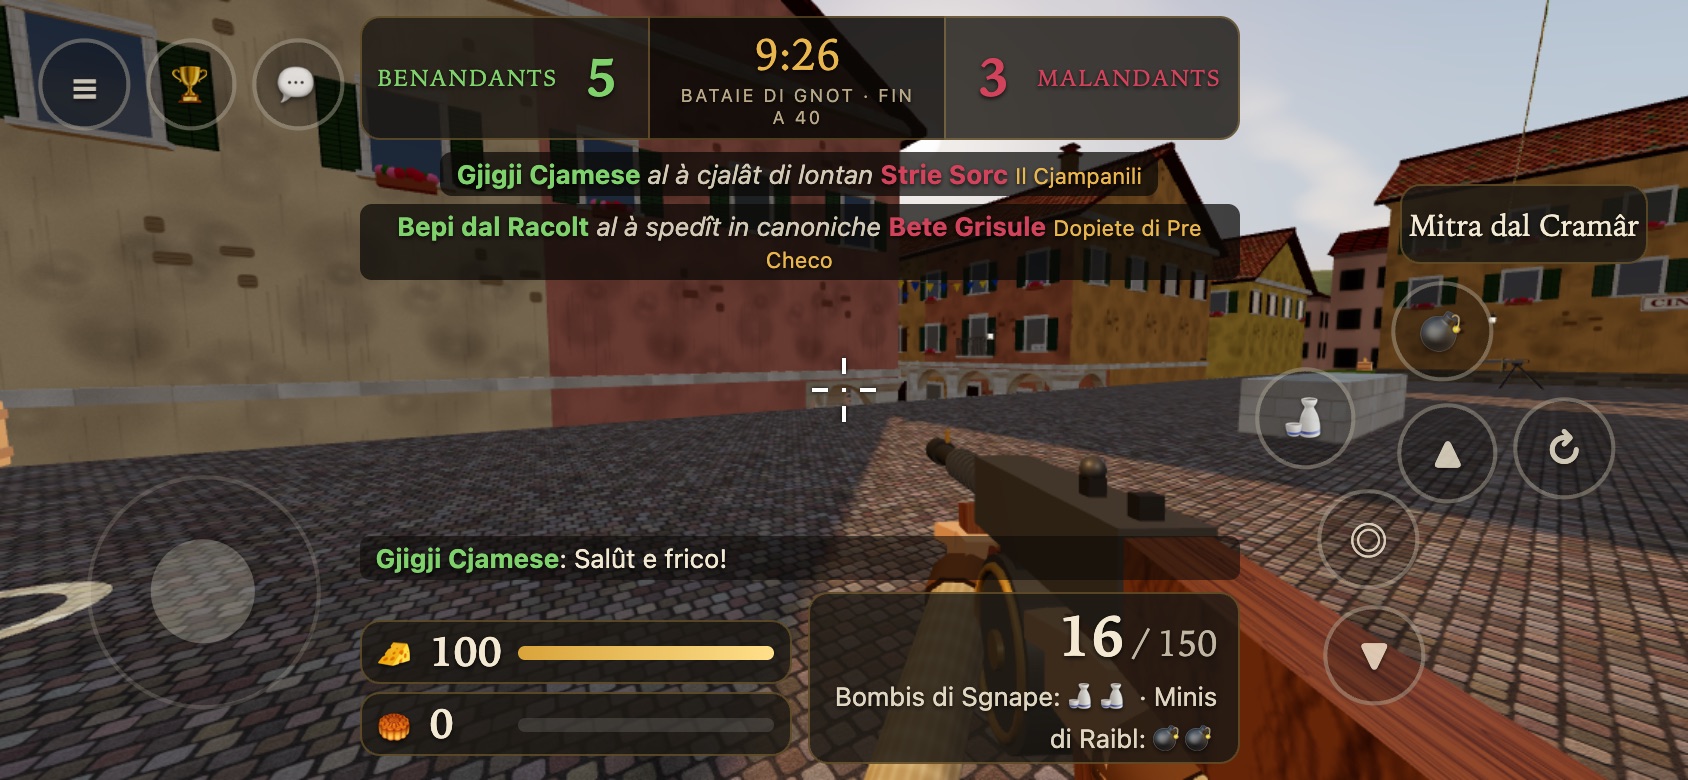 BENANDANTS 5
9:26
BATAIE DI GNOT · FIN
A 40
3 MALANDANTS
Gjigji Cjamese al à cjalât di lontan Strie Sorc Il Cjampanili
Bepi dal Racolt al à spedît in canoniche Bete Grisule Dopiete di Pre
Checo
Mitra dal Cramâr
Gjigji Cjamese: Salût e frico!
100
0
16 / 150
Bombis di Sgnape: · Minis
di Raibl: